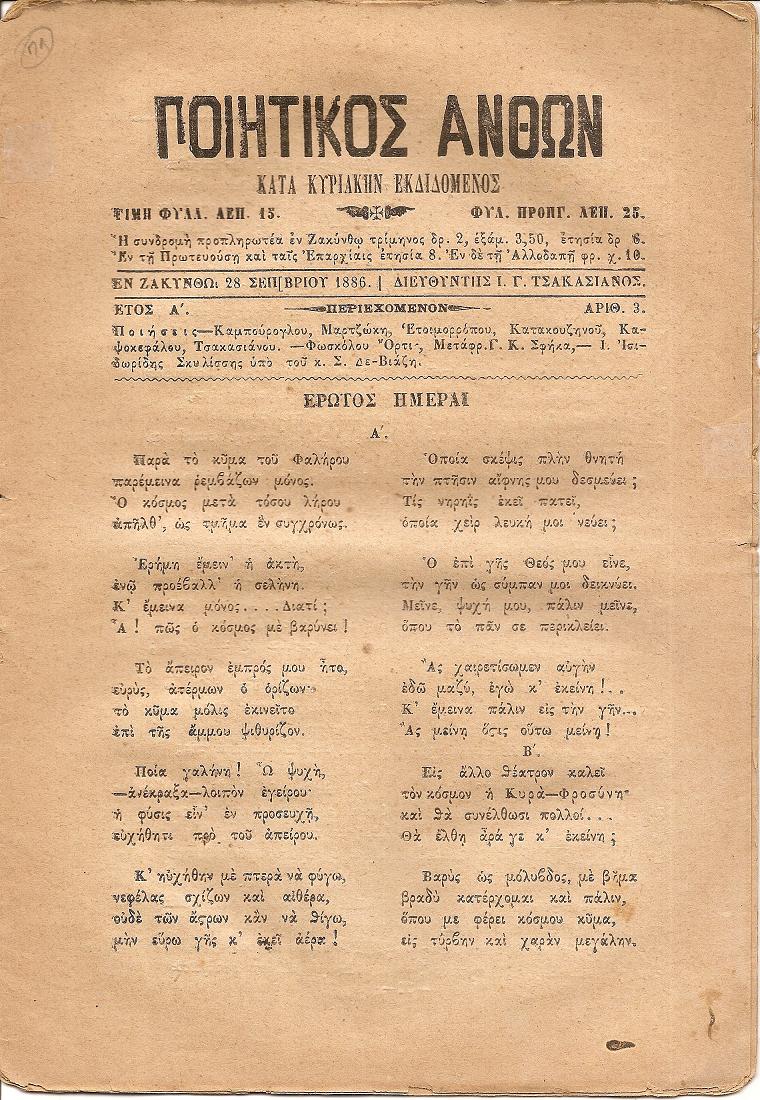 ΠΟΙΗΤΙΚΟΣ ΑΝΘΩΝ
ΚΑΤΑ ΚΥΡΙΑΚΗΝ ΕΚΔΙΔΟΜΕΝΟΣ
ΤΙΜΗ ΦΥΛΛ. ΛΕΠ. 15. ΦΥΛ. ΠΡΟΗΓ. ΛΕΠ. 25.
Ἡ συνδρομὴ προπληρωτέα ἐν Ζακύνθῳ τρίμηνος δρ. 2, ἑξάμ. 3,50, ἐτησία δρ 6.
Ἐν τῇ Πρωτευούσῃ καὶ ταῖς Ἐπαρχίαις ἐτησία 8. Ἐν δὲ τῇ Ἀλλοδαπῇ φρ. χ. 10.
ΕΝ ΖΑΚΥΝΘΩι 28 ΣΕΠ[ΒΡΙΟΥ 1886. | ΔΙΕΥΘΥΝΤΗΣ Ι. Γ. ΤΣΑΚΑΣΙΑΝΟΣ.
ΕΤΟΣ Α΄. ΠΕΡΙΕΧΟΜΕΝΟΝ ΑΡΙΘ. 3.
Ποιήσεις—Καμπούρογλου, Μαρτζώκη, Ἑτοιμορρόπου, Κατακουζηνοῦ, Κα-
ψοκεφάλου, Τσακασιάνου. —Φωσκόλου Ὄρτις, Μετάφρ. Γ. Κ. Σφήκα,— Ι. Ἰσι-
δωρίδης Σκυλίσσης ὑπὸ τοῦ κ. Σ. Δε-Βιάζη.
ΕΡΩΤΟΣ ΗΜΕΡΑΙ
Α΄.
Παρὰ τὸ κῦμα τοῦ Φαλήρου
παρέμεινα ῥεμβάζων μόνος.
Ὁ κόσμος μετὰ τόσου λήρου
ἀπῆλθ', ὡς τμῆμα ἓν συγχρόνως.
Ἐρήμη ἔμειν' ἡ ἀκτὴ,
ἐνῷ προέβαλλ' ἡ σελήνη.
Κ' ἔμεινα μόνος.... Διατί;
Ἆ! πῶς ὁ κόσμος μὲ βαρύνει!
Τὸ ἄπειρον ἐμπρός μου ἦτο,
εὐρὺς, ἀτέρμων ὁ ὁρίζων·
τὸ κῦμα μόλις ἐκινεῖτο
ἐπὶ τῆς ἄμμου ψιθυρίζον.
Ποία γαλήνη! Ὦ ψυχὴ,
—ἀνέκραξα—λοιπὸν ἐγείρου·
ἡ φύσις εἶν' ἐν προσευχῇ,
εὐχήθητι πρὸ τοῦ ἀπείρου.
Κ' ηὐχήθην μὲ πτερὰ νὰ φύγω,
νεφέλας σχίζων καὶ αἰθέρα,
οὐδὲ τῶν ἄστρων κἂν νὰ θίγω,
μὴν εὕρω γῆς κ' ἐκεῖ ἀέρα!
Ὁποία σκέψις πλὴν θνητὴ
τὴν πτῆσιν αἴφνης μου δεσμεύει;
Τίς νηρηῒς ἐκεῖ πατεῖ,
ὁποία χεὶρ λευκή μοι νεύει;
Ὁ ἐπὶ γῆς Θεός μου εἶνε,
τὴν γῆν ὡς σύμπαν μοι δεικνύει.
Μεῖνε, ψυχή μου, πάλιν μεῖνε,
ὅπου τὸ πᾶν σε περικλείει.
Ἂς χαιρετίσωμεν αὐγὴν
ἐδῶ μαζὺ, ἐγὼ κ' ἐκείνη!..
Κ' ἔμεινα πάλιν εἰς τὴν γῆν...
Ἂς μείνῃ ὅστις οὕτω μείνῃ!
Β΄.
Εἰς ἄλλο θέατρον καλεῖ
τὸν κόσμον ἡ Κυρὰ—Φροσύνη·
καὶ θὰ συνέλθωσι πολλοί...
Θὰ ἔλθῃ ἆρά γε κ' ἐκείνη;
Βαρὺς ὡς μόλυβδος, μὲ βῆμα
βραδὺ κατέρχομαι καὶ πάλιν,
ὅπου με φέρει κόσμου κῦμα,
εἰς τύρβην καὶ χαρὰν μεγάλην.